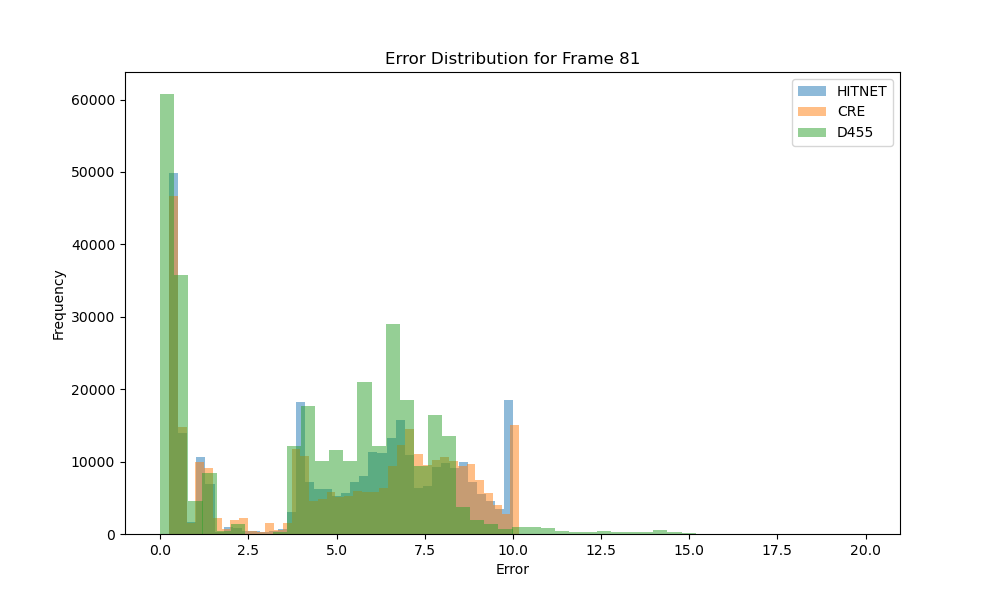 Error Distribution for Frame 81
HITNET
CRE
D455
60000
50000
40000
30000
20000
10000
0
Frequency
0.0 2.5 5.0 7.5 10.0 12.5 15.0 17.5 20.0
Error